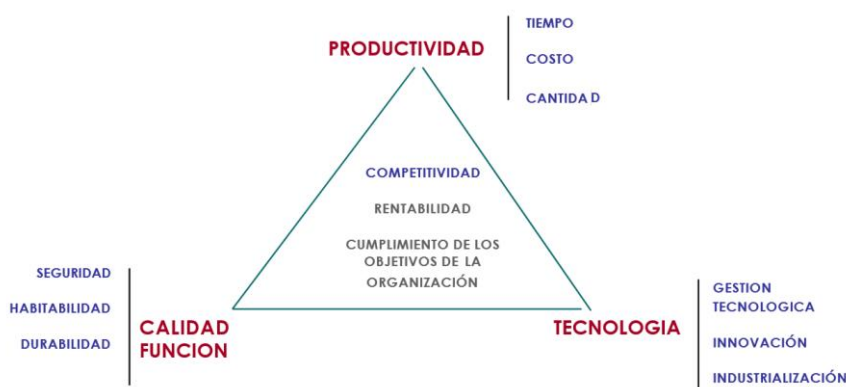 PRODUCTIVIDAD
TIEMPO
COSTO
CANTIDAD
COMPETITIVIDAD
RENTABILIDAD
CUMPLIMIENTO DE LOS
OBJETIVOS DE LA
ORGANIZACIÓN
SEGURIDAD
HABITABILIDAD
DURABILIDAD
CALIDAD
FUNCION
TECNOLOGIA
GESTION
TECNOLOGICA
INNOVACIÓN
INDUSTRIALIZACIÓN